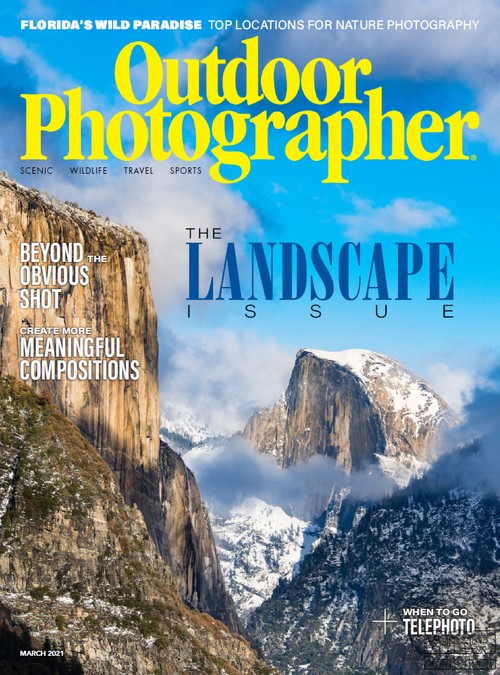 FLORIDA'S WILD PARADISE TOP LOCATIONS FOR NATURE PHOTOGRAPHY
Outdoor
Photographer®
SCENIC WILDLIFE TRAVEL SPORTS
THE
LANDSCAPE
ISSUE
BEYOND THE
OBVIOUS
SHOT
CREATE MORE
MEANINGFUL
COMPOSITIONS
WHEN TO GO
TELEPHOTO
MARCH 2021